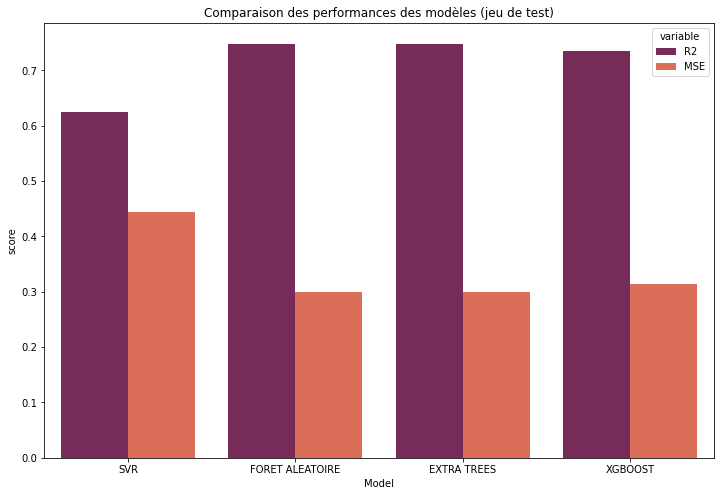 Comparaison des performances des modèles (jeu de test)
variable
R2
MSE
score
0.7
0.6
0.5
0.4
0.3
0.2
0.1
0.0
SVR
FORET ALEATOIRE
EXTRA TREES
XGBOOST
Model